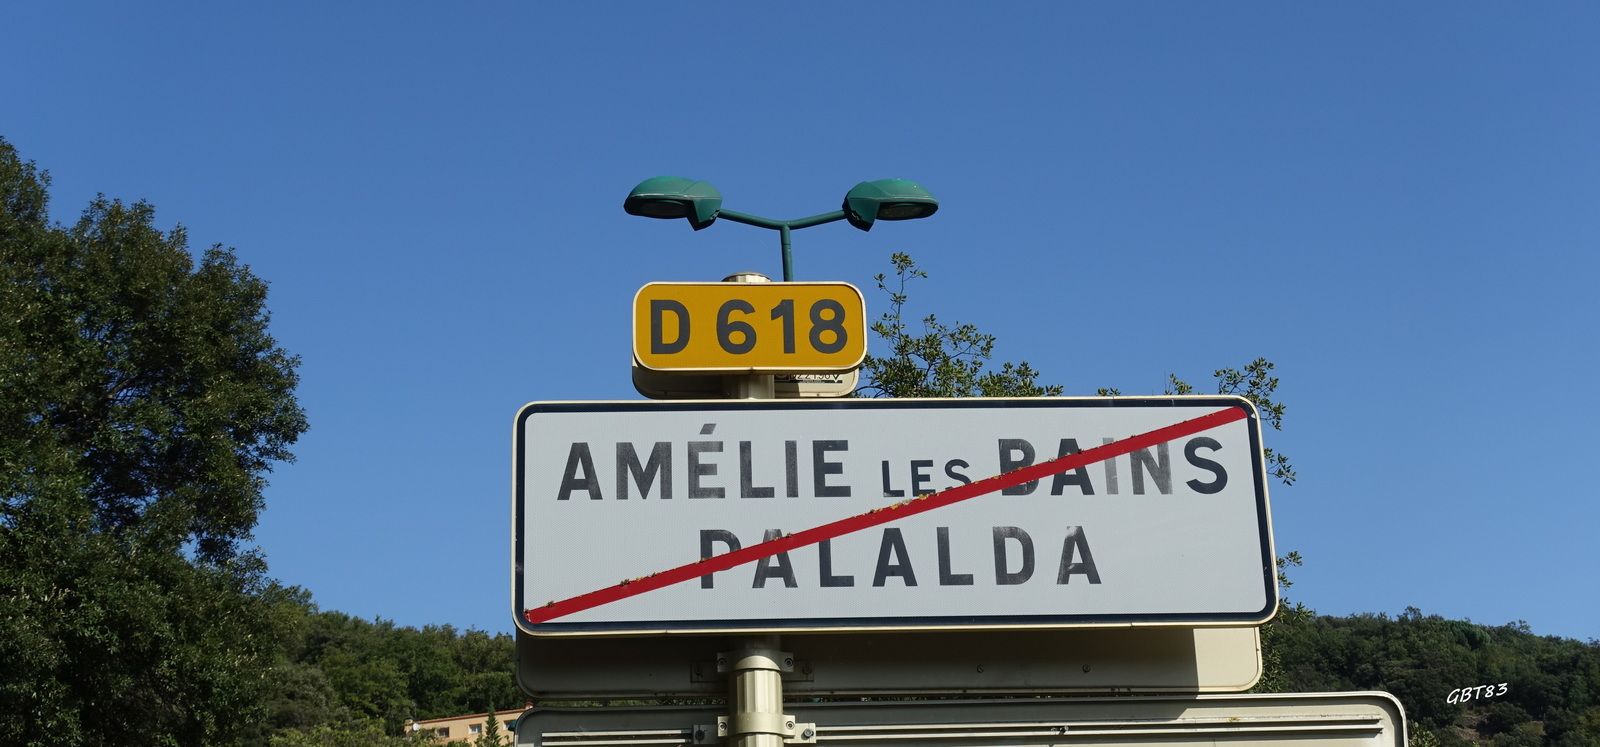 D 618
AMÉLIE LES BAINS
PALALDA
GBT83